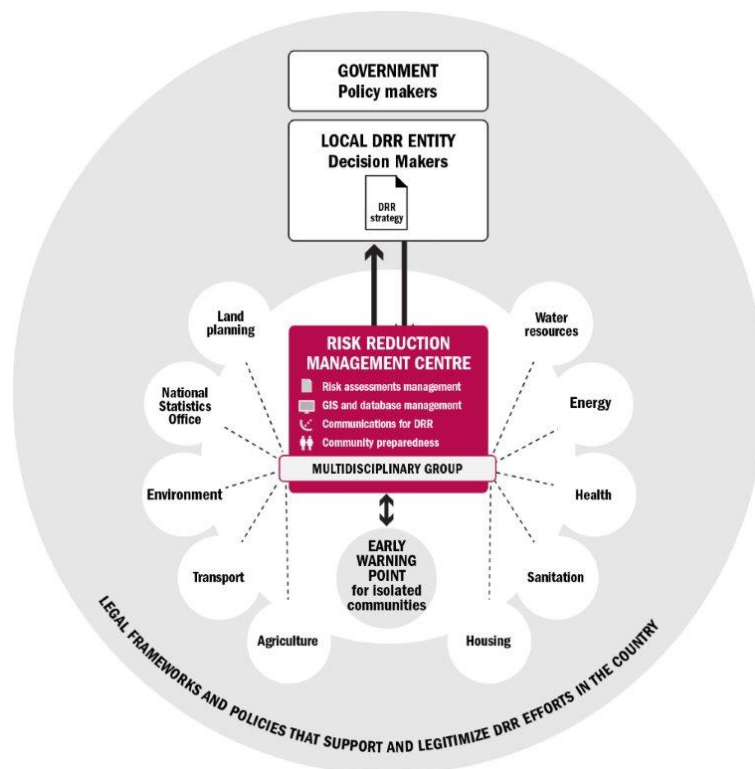 GOVERNMENT
Policy makers
LOCAL DRR ENTITY
Decision Makers
DRR
strategy
Land
planning
Water
resources
RISK REDUCTION
MANAGEMENT CENTRE
Risk assessments management
GIS and database management
Communications for DRR
Community preparedness
MULTIDISCIPLINARY GROUP
National
Statistics
Office
Energy
Environment
Health
EARLY
WARNING
POINT
for isolated
communities
Transport
Sanitation
Agriculture
Housing
LEGAL FRAMEWORKS AND POLICIES THAT SUPPORT AND LEGITIMIZE DRR EFFORTS IN THE COUNTRY